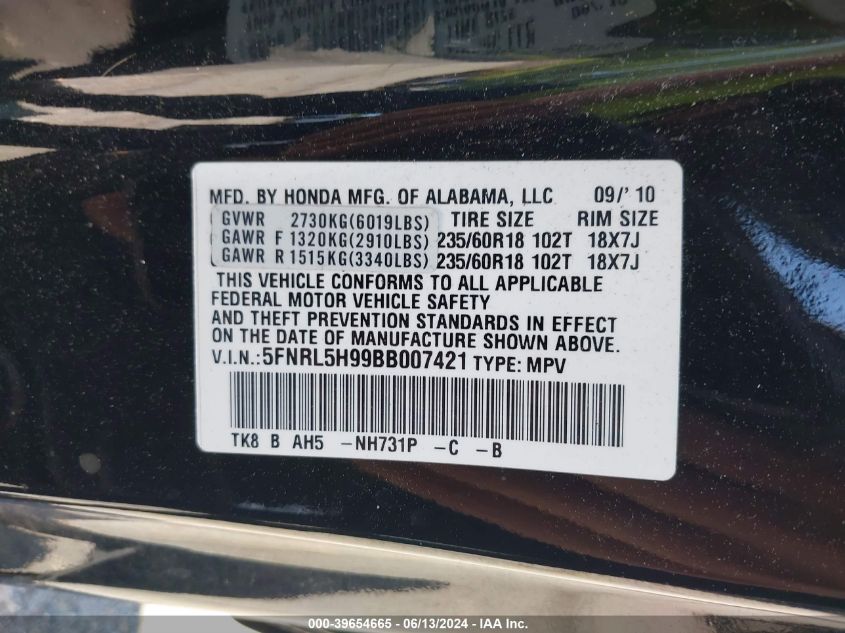 MFD. BY HONDA MFG. OF ALABAMA, LLC 09/' 10
GVWR 2730KG(6019LBS) TIRE SIZE RIM SIZE
GAWR F 1320KG(2910LBS) 235/60R18 102T 18X7J
GAWR R 1515KG(3340LBS) 235/60R18 102T 18X7J
THIS VEHICLE CONFORMS TO ALL APPLICABLE
FEDERAL MOTOR VEHICLE SAFETY
AND THEFT PREVENTION STANDARDS IN EFFECT
ON THE DATE OF MANUFACTURE SHOWN ABOVE.
V.I.N.:5FNRL5H99BB007421 TYPE: MPV
TK8 B AH5 -NH731P -C -B
000-39654665 - 06/13/2024 - IAA Inc.